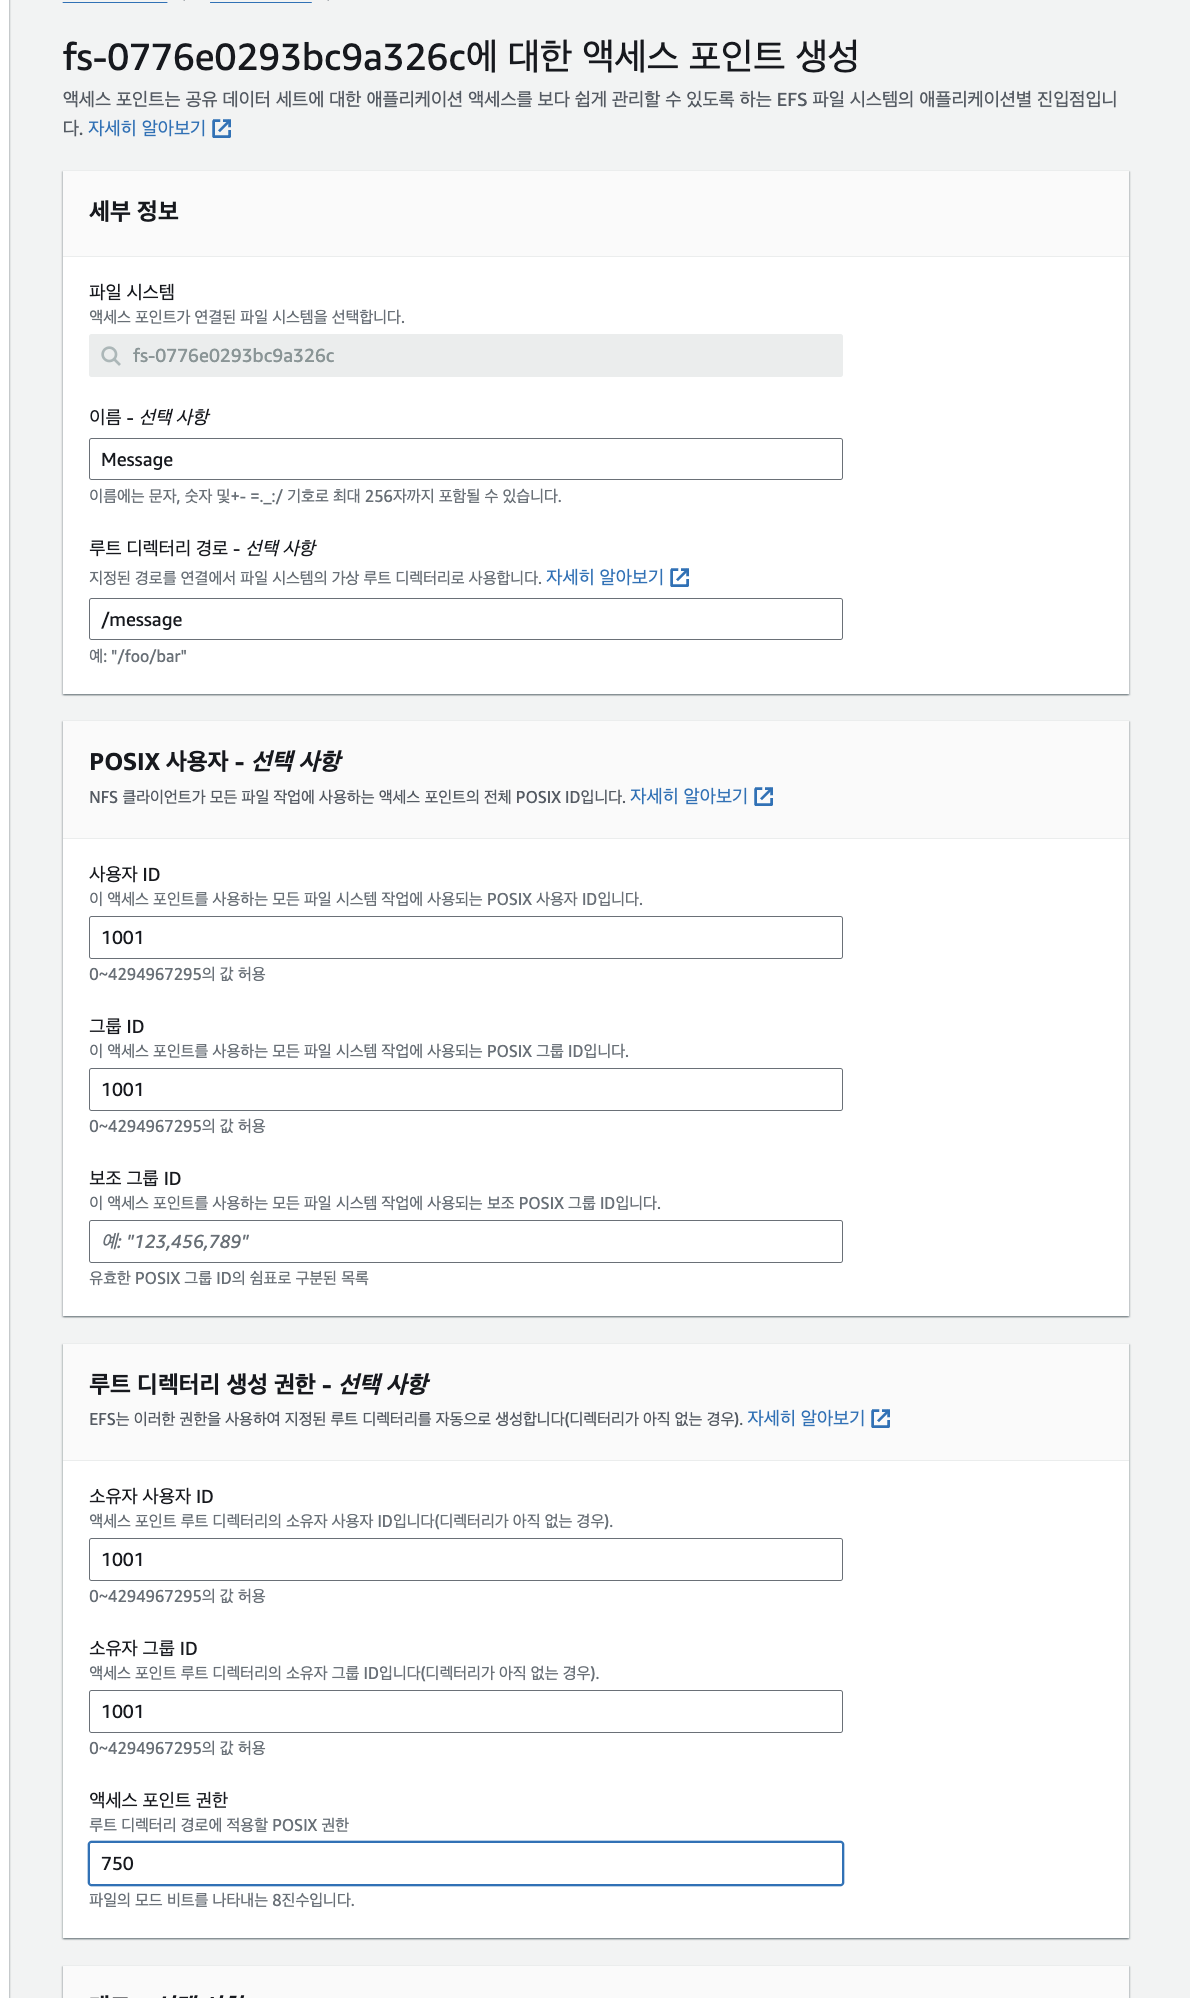 fs-0776e0293bc9a326c에 대한 액세스 포인트 생성
액세스 포인트는 공유 데이터 세트에 대한 애플리케이션 액세스를 보다 쉽게 관리할 수 있도록 하는 EFS 파일 시스템의 애플리케이션별 진입점입니
다. 자세히 알아보기
세부 정보
파일 시스템
액세스 포인트가 연결된 파일 시스템을 선택합니다.
fs-0776e0293bc9a326c
이름 - 선택 사항
Message
이름에는 문자, 숫자 및+- =._:/ 기호로 최대 256자까지 포함될 수 있습니다.
루트 디렉터리 경로 - 선택 사항
지정된 경로를 연결에서 파일 시스템의 가상 루트 디렉터리로 사용합니다. 자세히 알아보기
/message
예: "/foo/bar"
POSIX 사용자 - 선택 사항
NFS 클라이언트가 모든 파일 작업에 사용하는 액세스 포인트의 전체 POSIX ID입니다. 자세히 알아보기
사용자 ID
이 액세스 포인트를 사용하는 모든 파일 시스템 작업에 사용되는 POSIX 사용자 ID입니다.
1001
0~4294967295의 값 허용
그룹 ID
이 액세스 포인트를 사용하는 모든 파일 시스템 작업에 사용되는 POSIX 그룹 ID입니다.
1001
0~4294967295의 값 허용
보조 그룹 ID
이 액세스 포인트를 사용하는 모든 파일 시스템 작업에 사용되는 보조 POSIX 그룹 ID입니다.
예: "123,456,789"
유효한 POSIX 그룹 ID의 쉼표로 구분된 목록
루트 디렉터리 생성 권한 - 선택 사항
EFS는 이러한 권한을 사용하여 지정된 루트 디렉터리를 자동으로 생성합니다(디렉터리가 아직 없는 경우). 자세히 알아보기
소유자 사용자 ID
액세스 포인트 루트 디렉터리의 소유자 사용자 ID입니다(디렉터리가 아직 없는 경우).
1001
0~4294967295의 값 허용
소유자 그룹 ID
액세스 포인트 루트 디렉터리의 소유자 그룹 ID입니다(디렉터리가 아직 없는 경우).
1001
0~4294967295의 값 허용
액세스 포인트 권한
루트 디렉터리 경로에 적용할 POSIX 권한
750
파일의 모드 비트를 나타내는 8진수입니다.